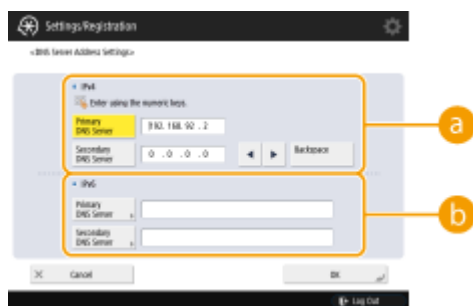 Settings/Registration
<DNS Server Address Settings>
IPv4
Enter using the numeric keys.
Primary
DNS Server
192. 168. 92 . 2
Secondary
DNS Server
0 . 0 . 0 . 0
Backspace
a
IPv6
Primary
DNS Server
b
Secondary
DNS Server
Cancel
OK
Log Out